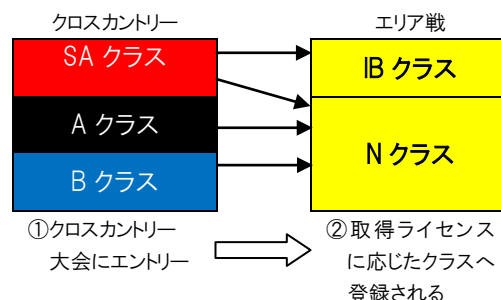 クロスカントリー
エリア戦
SA クラス
IB クラス
A クラス
N クラス
B クラス
①クロスカントリー
大会にエントリー
②取得ライセンス
に応じたクラスへ
登録される